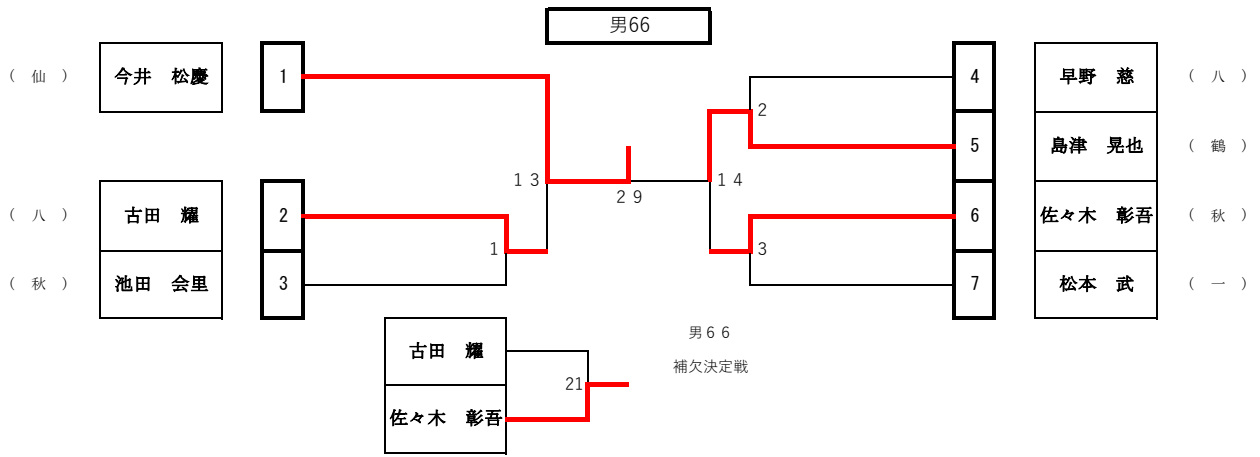 男66
（　仙　）　今井　松慶　1
4　早野　慈　（　八　）
2
5　島津　晃也　（　鶴　）
13　14
29
（　八　）　古田　耀　2
6　佐々木　彰吾　（　秋　）
1　3
（　秋　）　池田　会里　3
7　松本　武　（　一　）
男６６
古田　耀
補欠決定戦
21
佐々木　彰吾